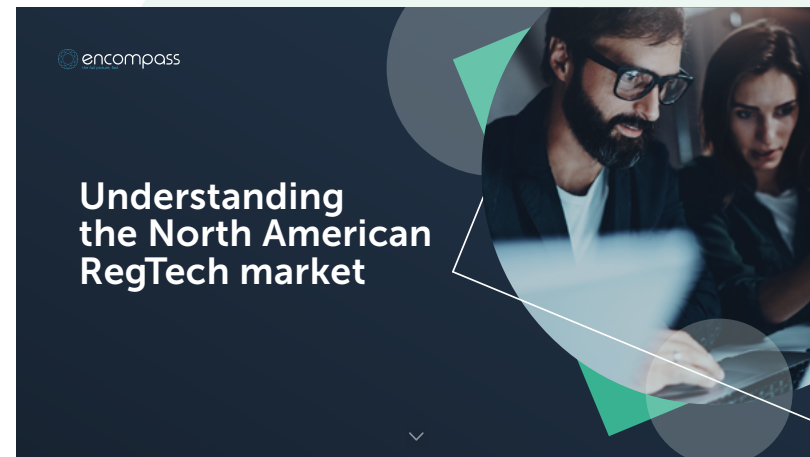 encompass
Understanding
the North American
RegTech market